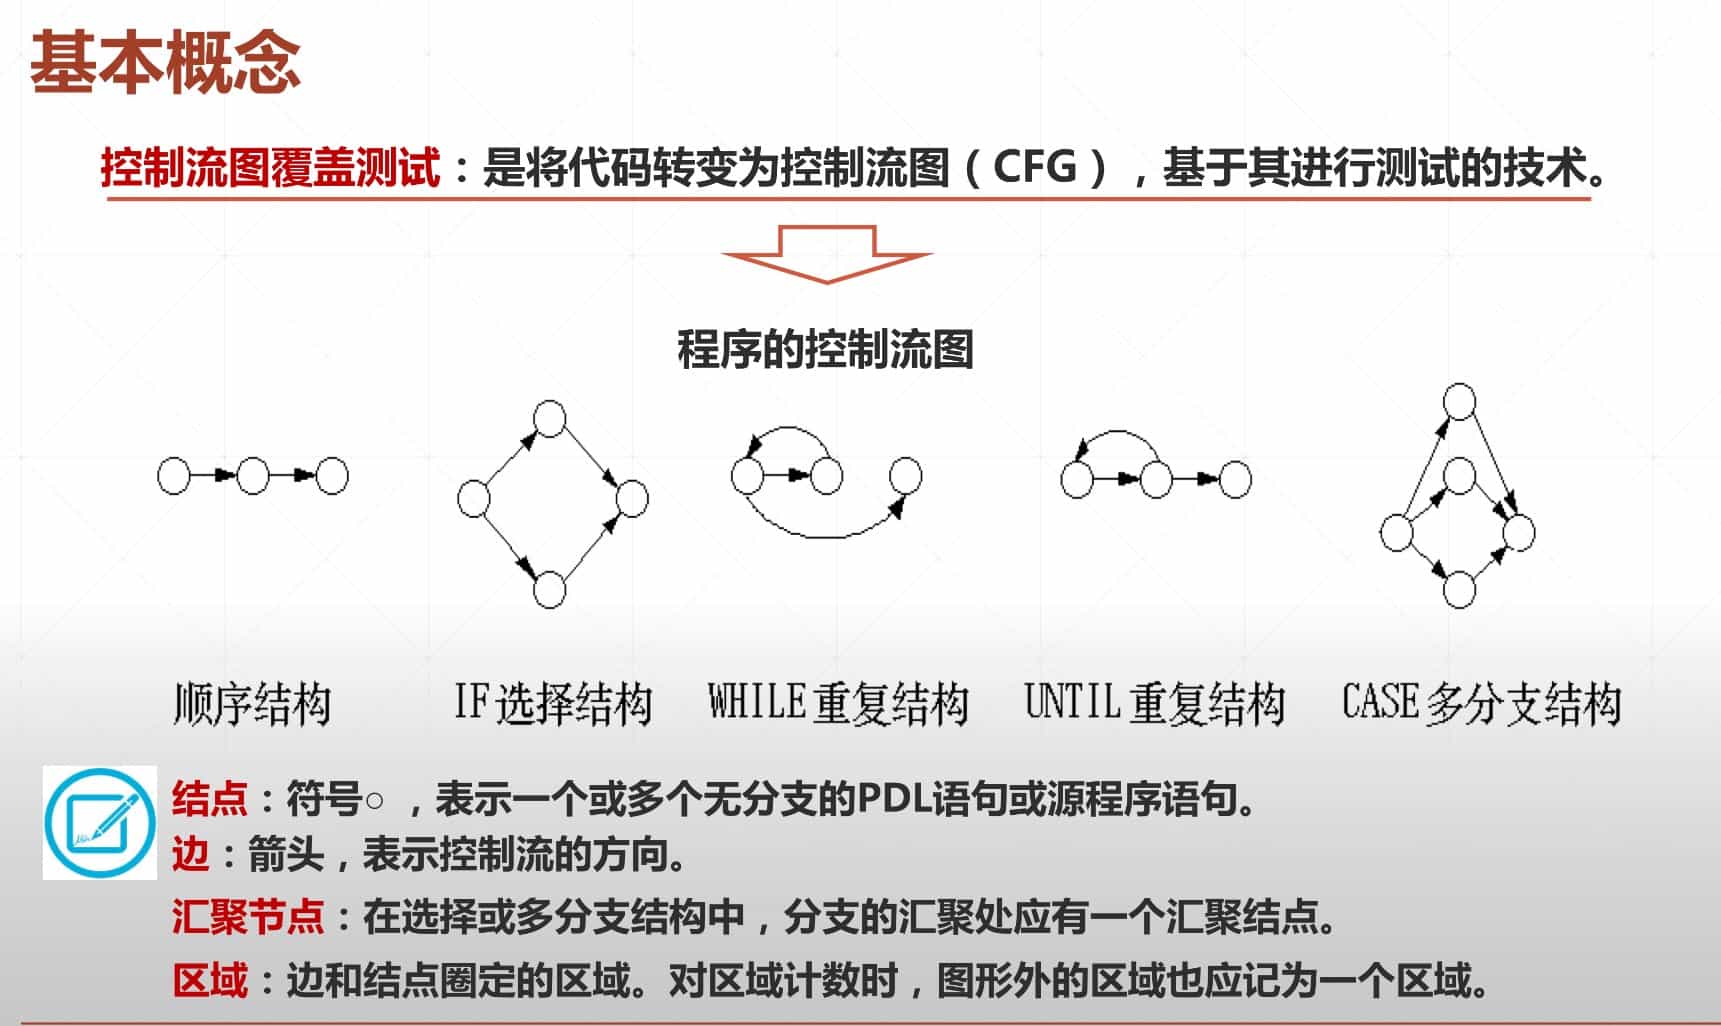 基本概念
控制流图覆盖测试：是将代码转变为控制流图（CFG），基于其进行测试的技术。
程序的控制流图
顺序结构 IF选择结构 WHILE重复结构 UNTIL重复结构 CASE多分支结构
结点：符号○，表示一个或多个无分支的PDL语句或源程序语句。
边：箭头，表示控制流的方向。
汇聚节点：在选择或多分支结构中，分支的汇聚处应有一个汇聚结点。
区域：边和结点圈定的区域。对区域计数时，图形外的区域也应记为一个区域。